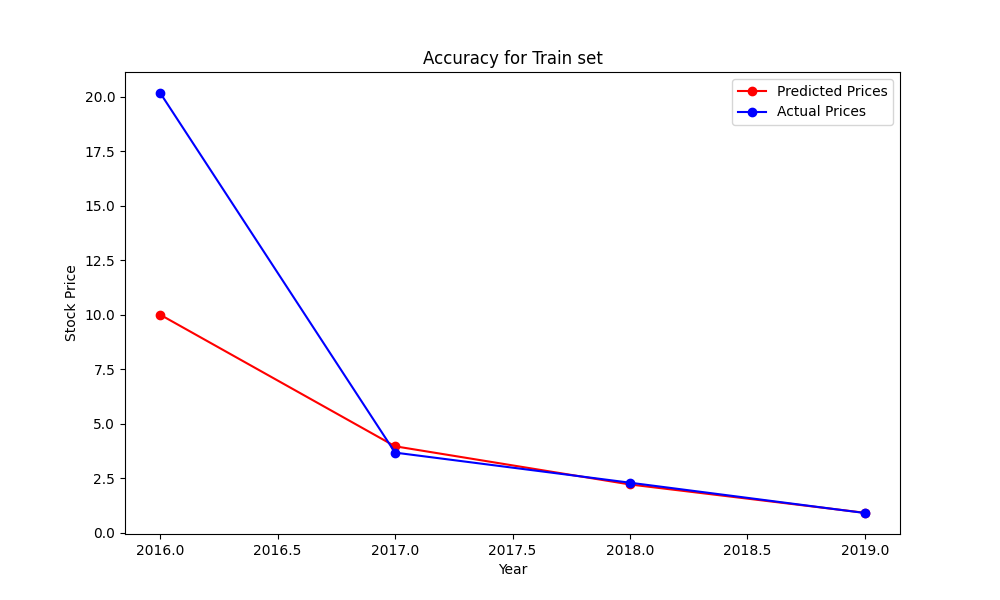 Accuracy for Train set
Predicted Prices
Actual Prices
20.0
17.5
15.0
12.5
10.0
7.5
5.0
2.5
0.0
Stock Price
2016.0 2016.5 2017.0 2017.5 2018.0 2018.5 2019.0
Year